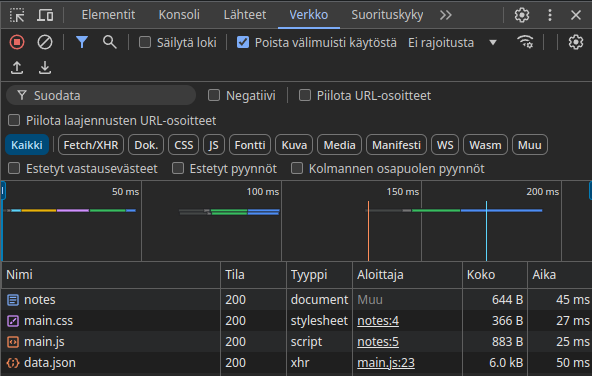 Elementit Konsoli Lähteet Verkko Suorituskyky
Säilytä loki Poista välimuisti käytöstä Ei rajoitusta
Suodata Negatiivi Piilota URL-osoitteet
Piilota laajennusten URL-osoitteet
Kaikki Fetch/XHR Dok. CSS JS Fontti Kuva Media Manifesti WS Wasm Muu
Estetyt vastausevästeet Estetyt pyynnöt Kolmannen osapuolen pyynnöt
50 ms 100 ms 150 ms 200 ms
Nimi Tila Tyyppi Aloittaja Koko Aika
notes 200 document Muu 644 B 45 ms
main.css 200 stylesheet notes:4 366 B 27 ms
main.js 200 script notes:5 883 B 25 ms
data.json 200 xhr main.js:23 6.0 kB 50 ms